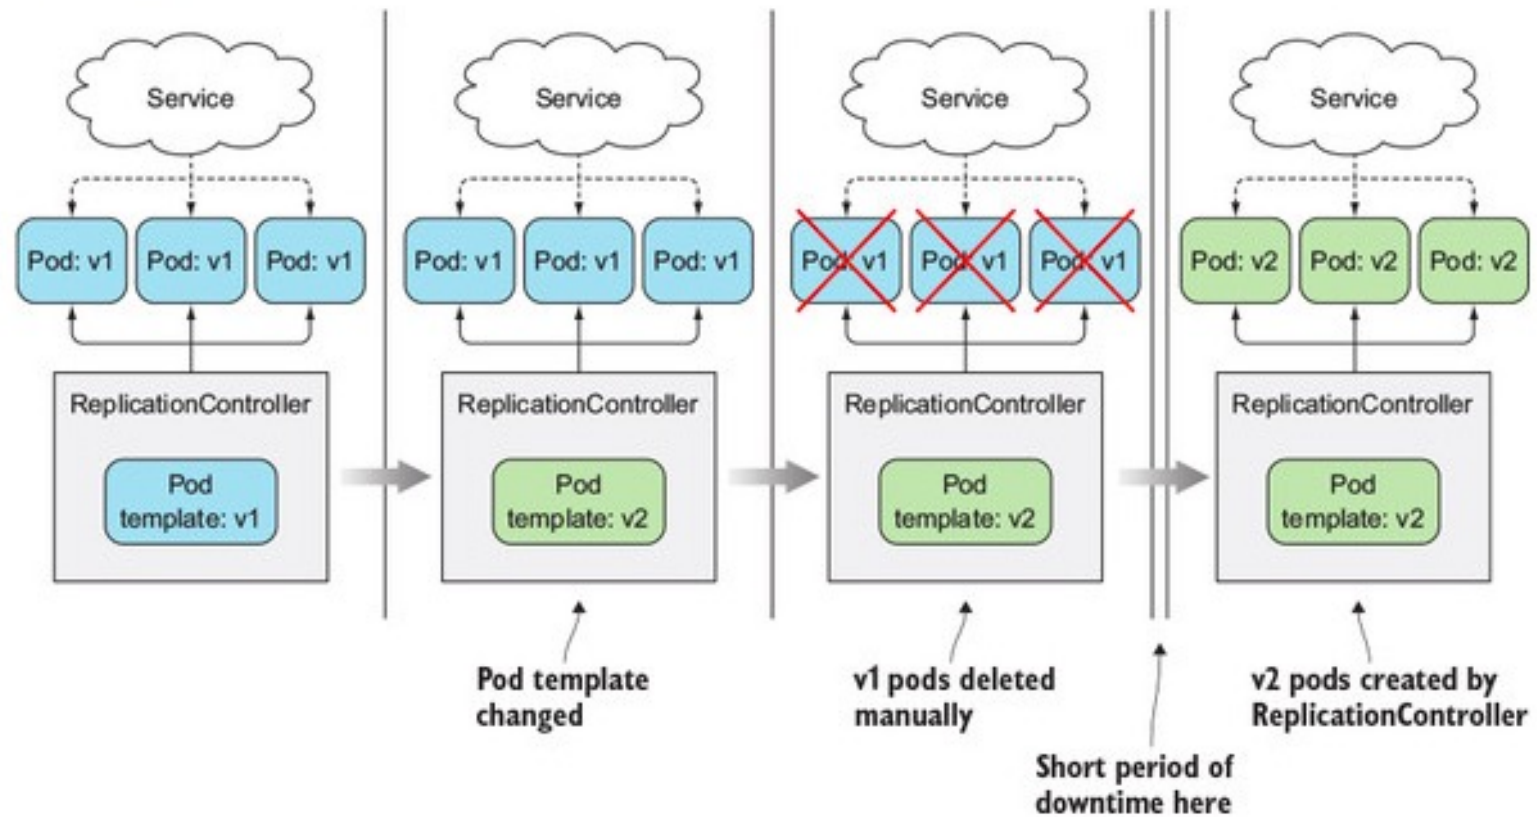 Service
Service
Service
Service
Pod: v1
Pod: v1
Pod: v1
Pod: v1
Pod: v1
Pod: v1
Pod: v1
Pod: v1
Pod: v1
Pod: v2
Pod: v2
Pod: v2
ReplicationController
ReplicationController
ReplicationController
ReplicationController
Pod
template: v1
Pod
template: v2
Pod
template: v2
Pod
template: v2
Pod template
changed
v1 pods deleted
manually
v2 pods created by
ReplicationController
Short period of
downtime here